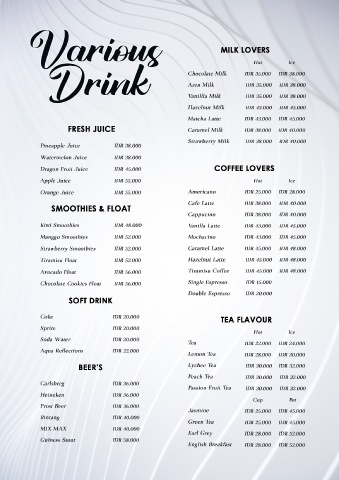 Various
Drink
FRESH JUICE
Pineapple Juice IDR 38.000
Watermelon Juice IDR 38.000
Dragon Fruit Juice IDR 45.000
Apple Juice IDR 55.000
Orange Juice IDR 55.000
SMOOTHIES & FLOAT
Kiwi Smoothies IDR 48.000
Manggo Smoothies IDR 52.000
Strawberry Smoothies IDR 52.000
Tiramisu Float IDR 52.000
Avocado Float IDR 56.000
Chocolate Cookies Float IDR 56.000
SOFT DRINK
Coke IDR 20.000
Sprite IDR 20.000
Soda Water IDR 20.000
Aqua Reflections IDR 22.000
BEER'S
Carlsberg IDR 36.000
Heineken IDR 36.000
Prost Beer IDR 36.000
Bintang IDR 40.000
MIX MAX IDR 40.000
Guiness Stout IDR 58.000
MILK LOVERS
Hot Ice
Chocolate Milk IDR 35.000 IDR 38.000
Aren Milk IDR 35.000 IDR 38.000
Vanilla Milk IDR 35.000 IDR 38.000
Hazelnut Milk IDR 43.000 IDR 45.000
Matcha Latte IDR 43.000 IDR 45.000
Caramel Milk IDR 38.000 IDR 40.000
Strawberry Milk IDR 38.000 IDR 40.000
COFFEE LOVERS
Hot Ice
Americano IDR 25.000 IDR 28.000
Cafe Latte IDR 38.000 IDR 40.000
Cappucino IDR 38.000 IDR 40.000
Vanilla Latte IDR 43.000 IDR 45.000
Mochacino IDR 43.000 IDR 45.000
Caramel Latte IDR 45.000 IDR 48.000
Hazelnut Latte IDR 45.000 IDR 48.000
Tiramisu Coffee IDR 45.000 IDR 48.000
Single Espresso IDR 15.000
Double Espresso IDR 20.000
TEA FLAVOUR
Hot Ice
Tea IDR 22.000 IDR 24.000
Lemon Tea IDR 28.000 IDR 30.000
Lychee Tea IDR 30.000 IDR 32.000
Peach Tea IDR 30.000 IDR 32.000
Passion Fruit Tea IDR 30.000 IDR 32.000
Cup Pot
Jasmine IDR 25.000 IDR 45.000
Green Tea IDR 25.000 IDR 45.000
Earl Grey IDR 28.000 IDR 52.000
English Breakfast IDR 28.000 IDR 52.000